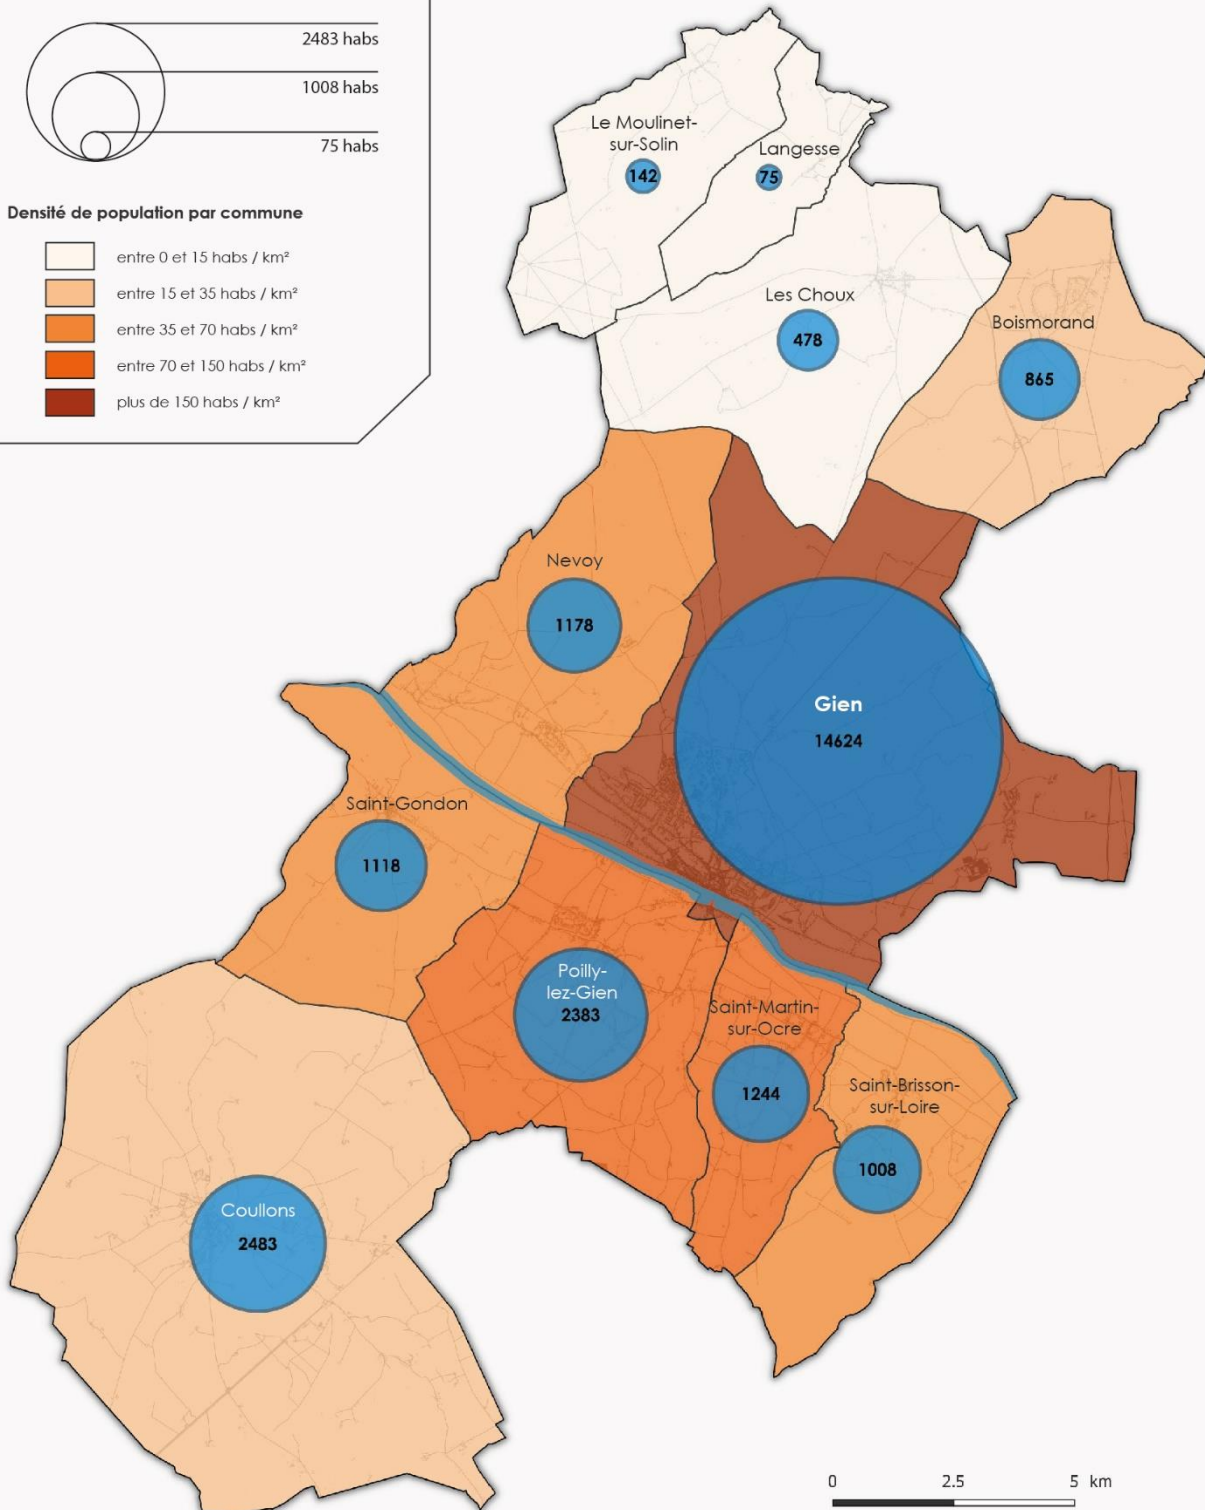 2483 habs
1008 habs
75 habs
Densité de population par commune
entre 0 et 15 habs / km²
entre 15 et 35 habs / km²
entre 35 et 70 habs / km²
entre 70 et 150 habs / km²
plus de 150 habs / km²
Le Moulinet-
sur-Solin
142
Langesse
75
Les Choux
478
Boismorand
865
Nevoy
1178
Gien
14624
Saint-Gondon
1118
Poilly-
lez-Gien
2383
Saint-Martin-
sur-Ocre
1244
Saint-Brisson-
sur-Loire
1008
Coullons
2483
0 2.5 5 km